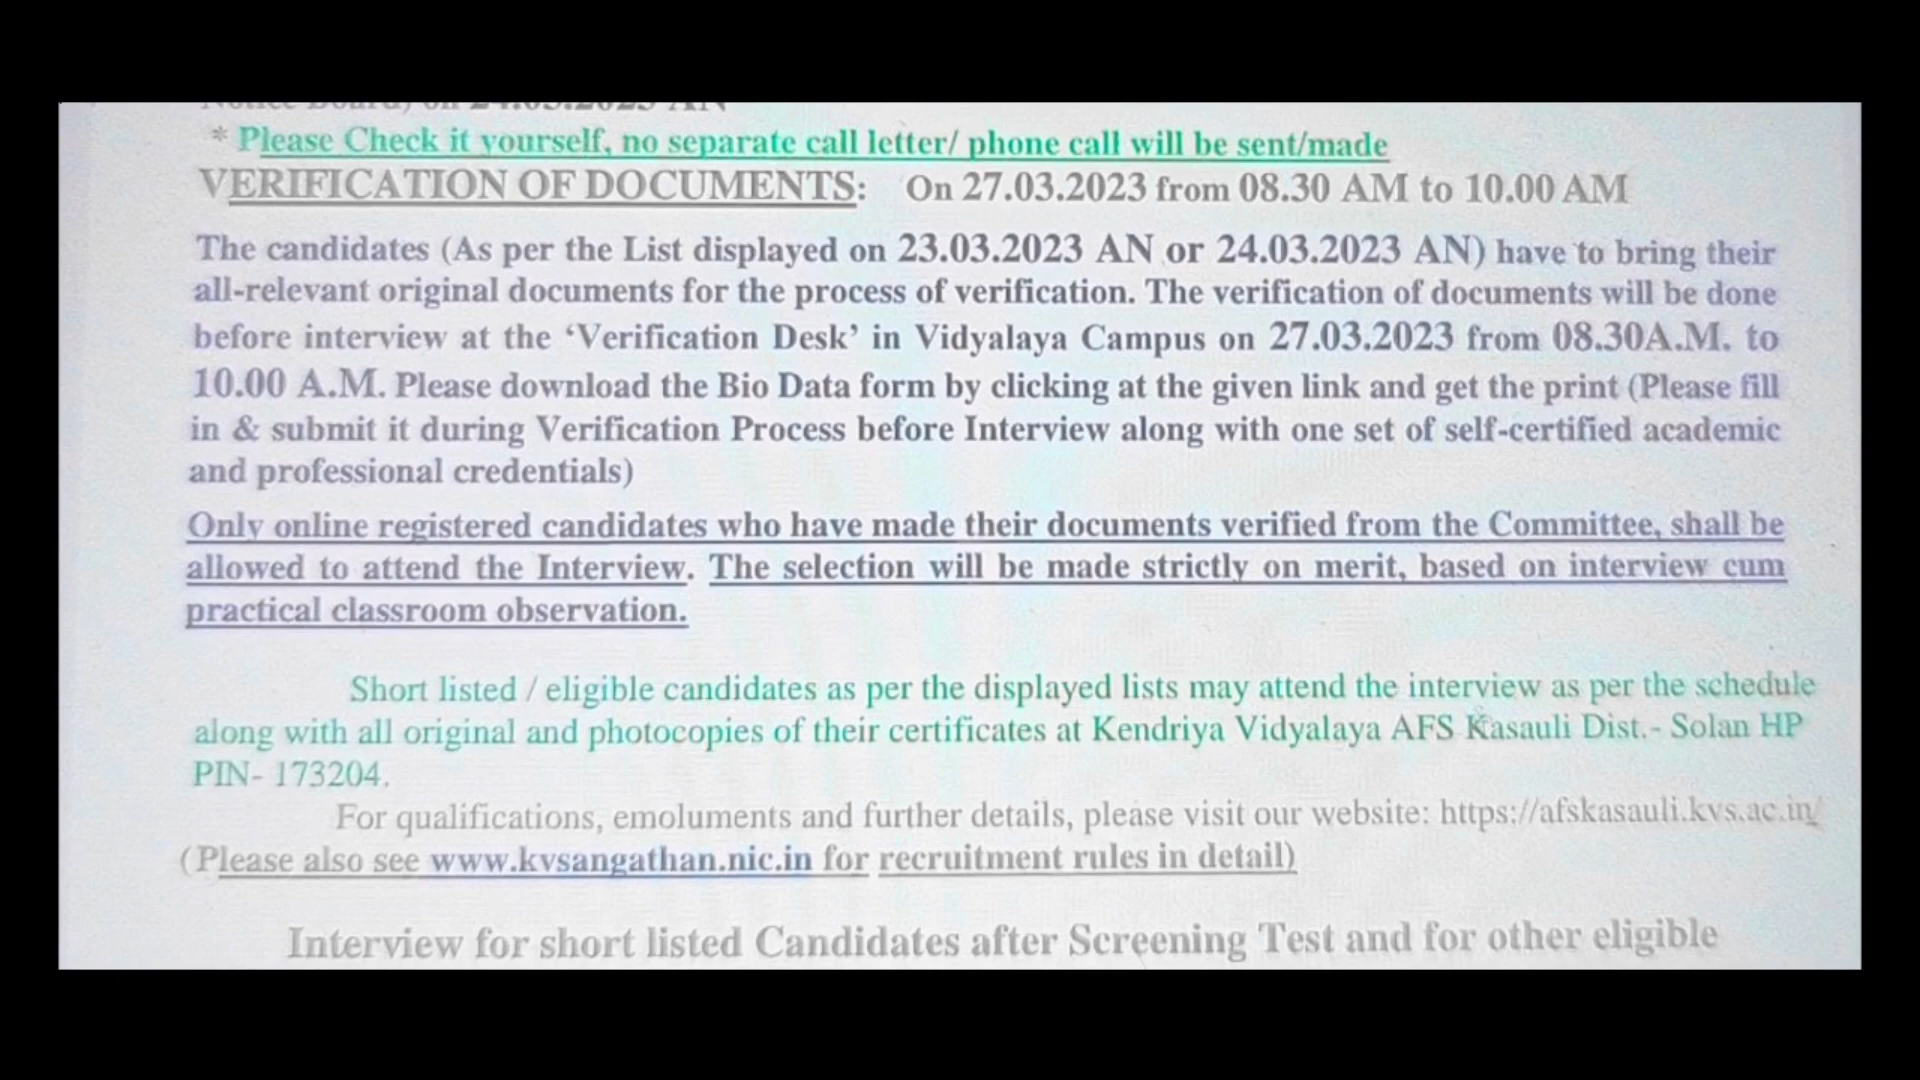 Notice Board) on 24.03.2023 AN
* Please Check it yourself, no separate call letter/ phone call will be sent/made
VERIFICATION OF DOCUMENTS: On 27.03.2023 from 08.30 AM to 10.00 AM
The candidates (As per the List displayed on 23.03.2023 AN or 24.03.2023 AN) have to bring their
all-relevant original documents for the process of verification. The verification of documents will be done
before interview at the ‘Verification Desk’ in Vidyalaya Campus on 27.03.2023 from 08.30A.M. to
10.00 A.M. Please download the Bio Data form by clicking at the given link and get the print (Please fill
in & submit it during Verification Process before Interview along with one set of self-certified academic
and professional credentials)
Only online registered candidates who have made their documents verified from the Committee, shall be
allowed to attend the Interview. The selection will be made strictly on merit, based on interview cum
practical classroom observation.
Short listed / eligible candidates as per the displayed lists may attend the interview as per the schedule
along with all original and photocopies of their certificates at Kendriya Vidyalaya AFS Kasauli Dist.- Solan HP
PIN- 173204.
For qualifications, emoluments and further details, please visit our website: https://afskasauli.kvs.ac.in/
(Please also see www.kvsangathan.nic.in for recruitment rules in detail)
Interview for short listed Candidates after Screening Test and for other eligible